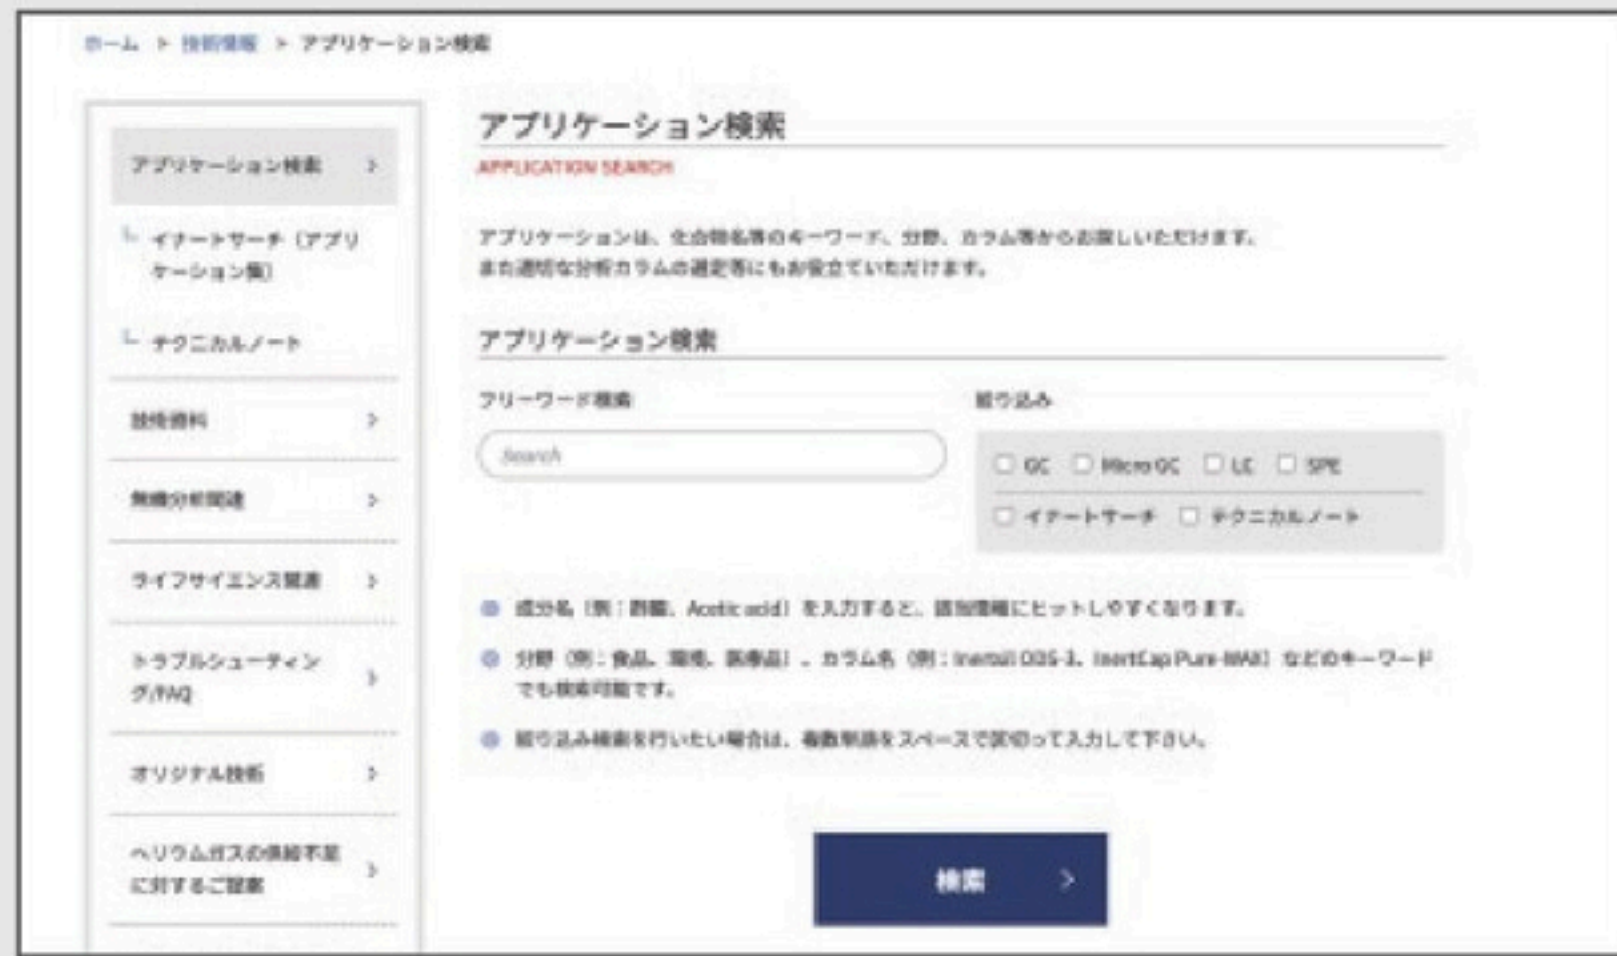 ホーム > 技術情報 > アプリケーション検索
アプリケーション検索 >
└ イナートサーチ（アプリ
ケーション集）
└ テクニカルノート
技術資料 >
無機分析関連 >
ライフサイエンス関連 >
トラブルシューティン
グ/FAQ >
オリジナル技術 >
ヘリウムガスの供給不足
に対するご提案 >
アプリケーション検索
APPLICATION SEARCH
アプリケーションは、化合物名等のキーワード、分野、カラム等からお探しいただけます。
また適切な分析カラムの選定等にもお役立ていただけます。
アプリケーション検索
フリーワード検索
Search
絞り込み
GC Micro GC LC SPE
イナートサーチ テクニカルノート
成分名（例：酢酸、Acetic acid）を入力すると、該当情報にヒットしやすくなります。
分野（例：食品、環境、医療品）、カラム名（例：Inertsil ODS-3、InertCap Pure-WAX）などのキーワード
でも検索可能です。
絞り込み検索を行いたい場合は、複数単語をスペースで区切って入力して下さい。
検索 >